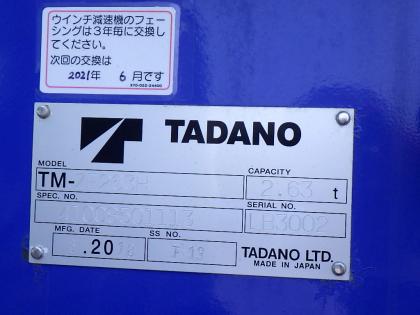 ウインチ減速機のフェー
シングは3年毎に交換し
てください。
次回の交換は
2021年 6月です
TADANO
MODEL
CAPACITY
TM-
2.63 t
SPEC. NO.
SERIAL NO.
LB3002
MFG. DATE
SS NO.
.20
TADANO LTD.
MADE IN JAPAN